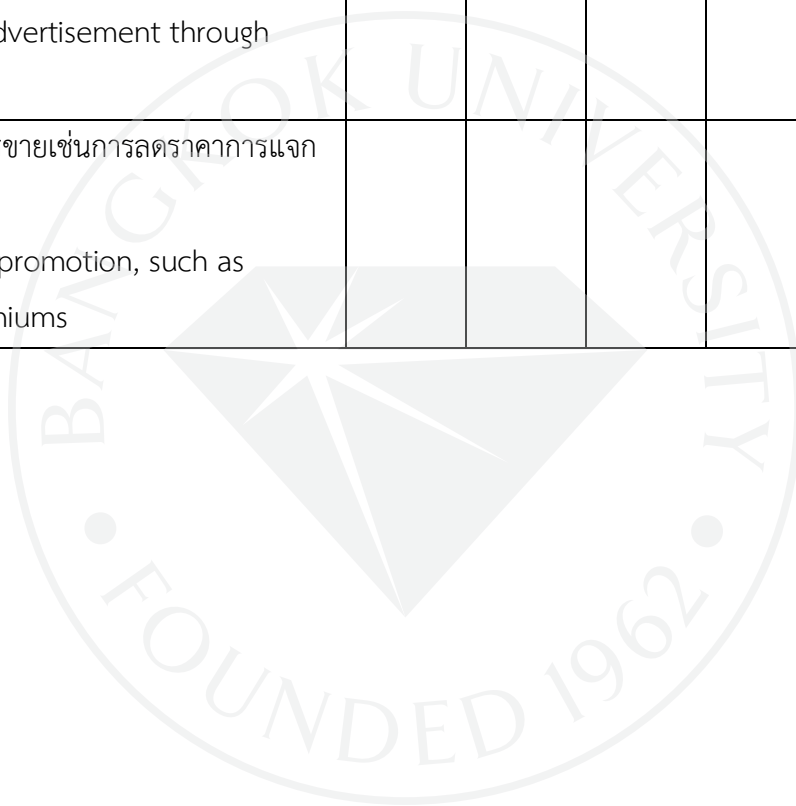 dvertisement through
ขายเช่นการลดราคาการแจก
promotion, such as
niums
BANGKOK UNIVERSITY
FOUNDED 1962